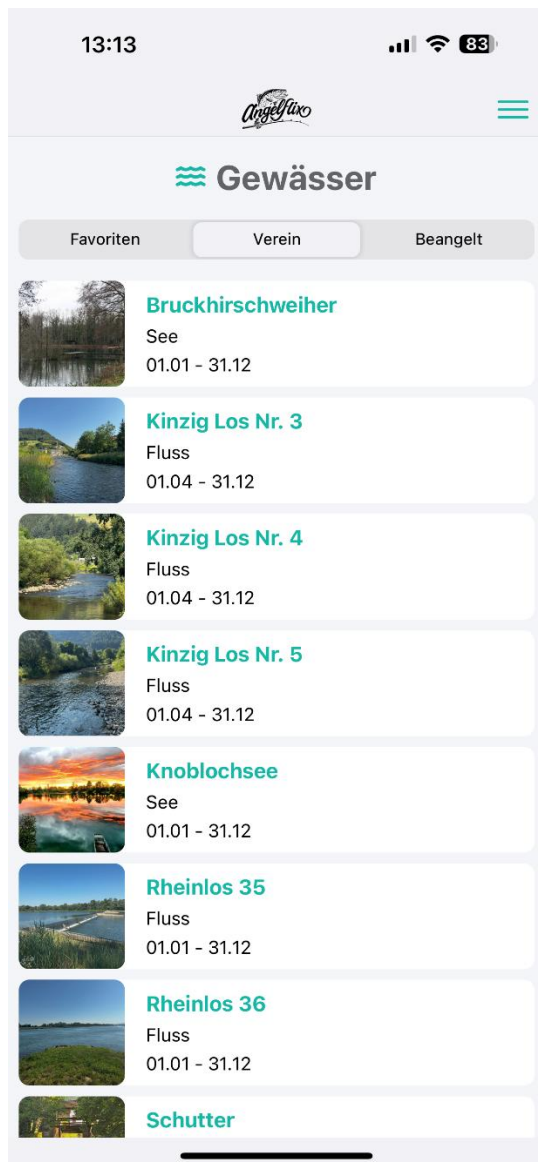 13:13
83
Angelflixo
Gewässer
Favoriten
Verein
Beangelt
Bruckhirschweiher
See
01.01 - 31.12
Kinzig Los Nr. 3
Fluss
01.04 - 31.12
Kinzig Los Nr. 4
Fluss
01.04 - 31.12
Kinzig Los Nr. 5
Fluss
01.04 - 31.12
Knoblochsee
See
01.01 - 31.12
Rheinlos 35
Fluss
01.01 - 31.12
Rheinlos 36
Fluss
01.01 - 31.12
Schutter